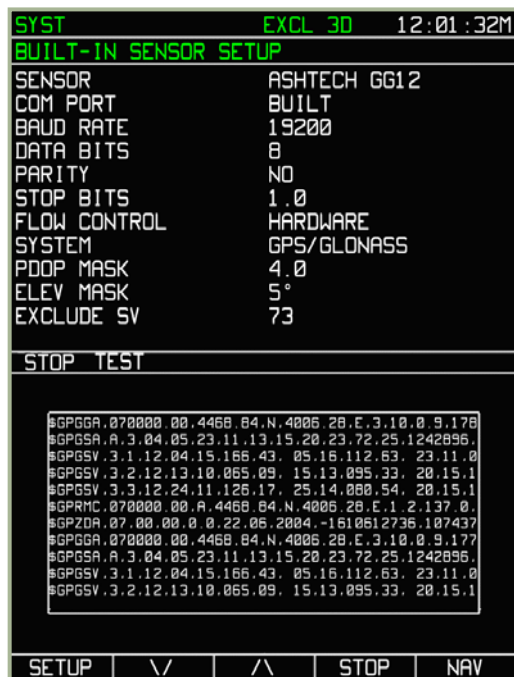 SYST EXCL 3D 12:01:32M
BUILT-IN SENSOR SETUP
SENSOR ASHTECH GG12
COM PORT BUILT
BAUD RATE 19200
DATA BITS 8
PARITY NO
STOP BITS 1.0
FLOW CONTROL HARDWARE
SYSTEM GPS/GLONASS
PDOP MASK 4.0
ELEV MASK 5°
EXCLUDE SV 73
STOP TEST
$GPGGA,070000.00,4468.84,N,4006.28,E,3,10,0.9,178
$GPGSA,A,3,04,05,23,11,13,15,20,23,72,25,1242896,
$GPGSV,3,1,12,04,15,166,43, 05,16,112,63, 23,11,0
$GPGSV,3,2,12,13,10,065,09, 15,13,095,33, 20,15,1
$GPGSV,3,3,12,24,11,126,17, 25,14,080,54, 20,15,1
$GPRMC,070000.00,A,4468.84,N,4006.28,E,1.2,137.0,
$GPZDA,07,00,00,0.0,22,06,2004,-1610612736,107437
$GPGGA,070000.00,4468.84,N,4006.28,E,3,10,0.9,177
$GPGSA,A,3,04,05,23,11,13,15,20,23,72,25,1242896,
$GPGSV,3,1,12,04,15,166,43, 05,16,112,63, 23,11,0
$GPGSV,3,2,12,13,10,065,09, 15,13,095,33, 20,15,1
SETUP \/ /\ STOP NAV